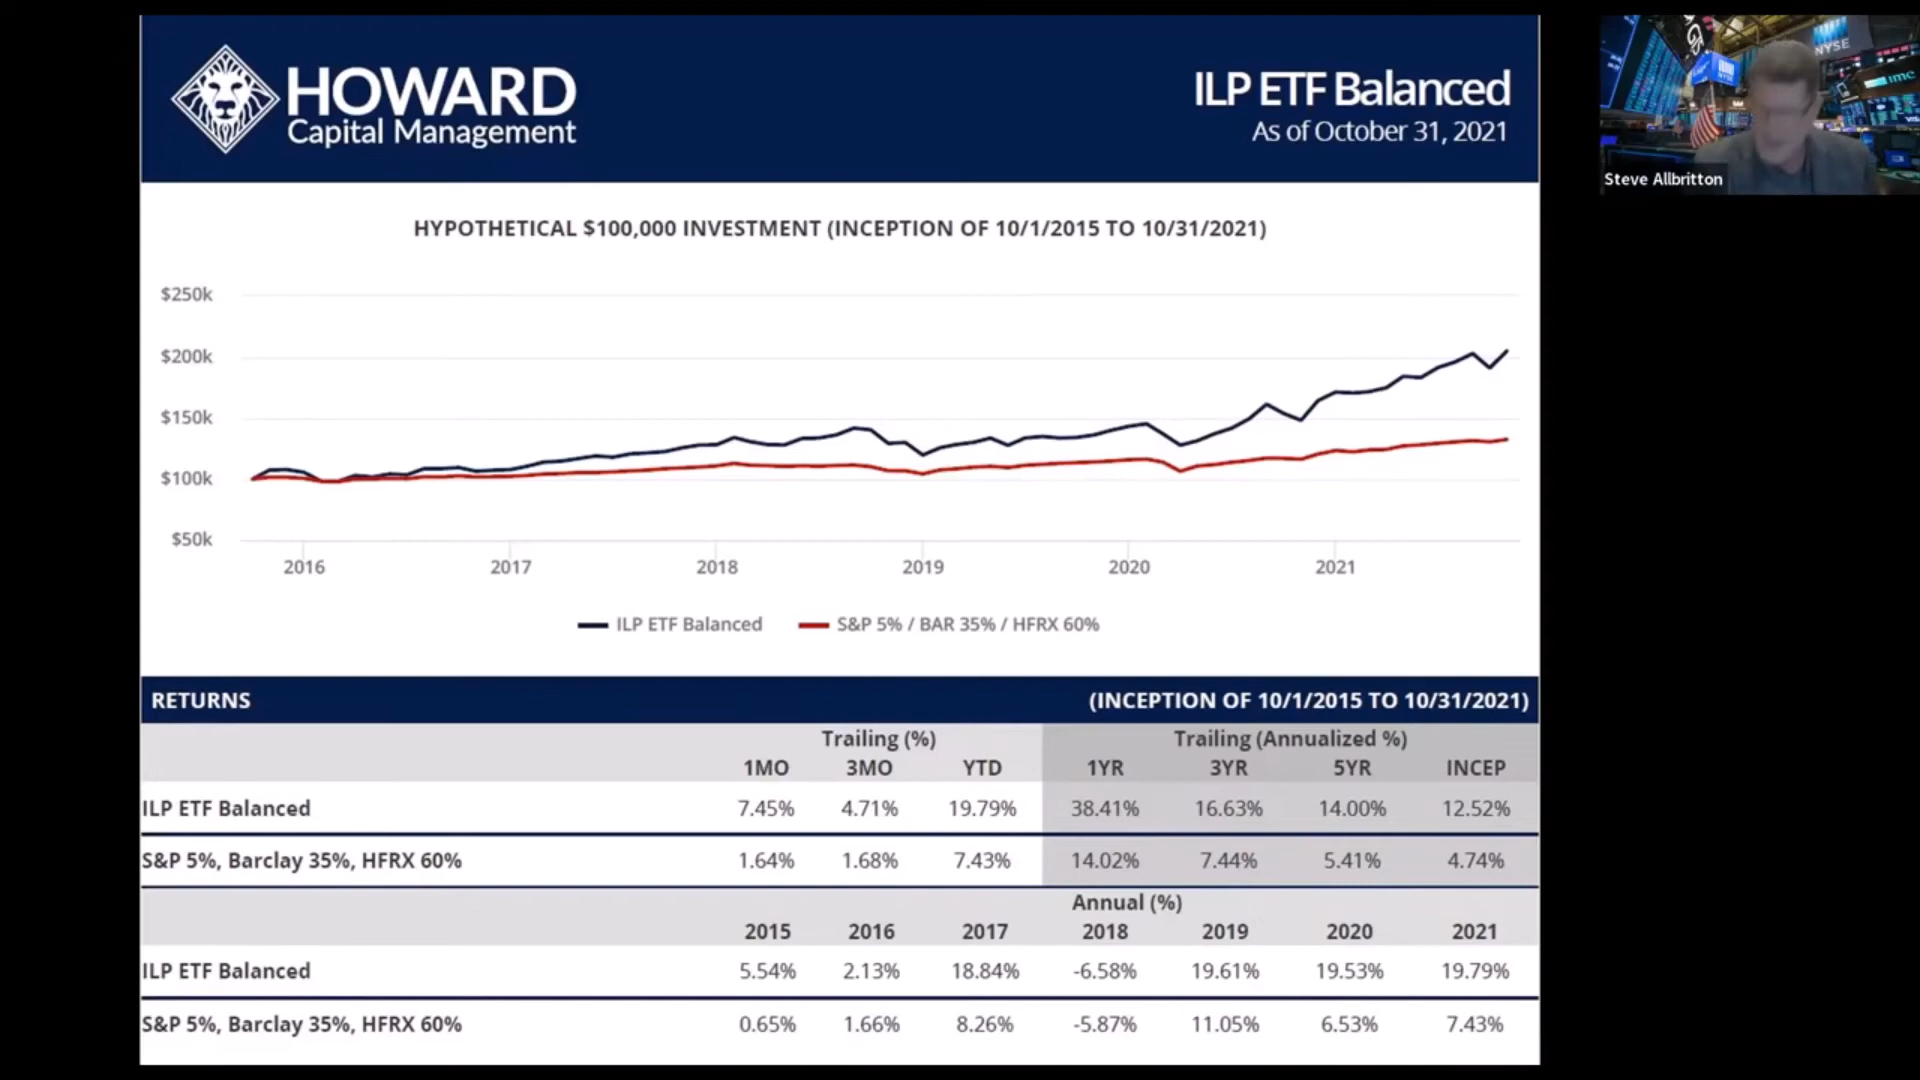 HOWARD
Capital Management
ILP ETF Balanced
As of October 31, 2021
NYSE
imc
Steve Allbritton
HYPOTHETICAL $100,000 INVESTMENT (INCEPTION OF 10/1/2015 TO 10/31/2021)
$250k
$200k
$150k
$100k
$50k
2016 2017 2018 2019 2020 2021
ILP ETF Balanced S&P 5% / BAR 35% / HFRX 60%
RETURNS (INCEPTION OF 10/1/2015 TO 10/31/2021)
Trailing (%) Trailing (Annualized %)
1MO 3MO YTD 1YR 3YR 5YR INCEP
ILP ETF Balanced 7.45% 4.71% 19.79% 38.41% 16.63% 14.00% 12.52%
S&P 5%, Barclay 35%, HFRX 60% 1.64% 1.68% 7.43% 14.02% 7.44% 5.41% 4.74%
Annual (%)
2015 2016 2017 2018 2019 2020 2021
ILP ETF Balanced 5.54% 2.13% 18.84% -6.58% 19.61% 19.53% 19.79%
S&P 5%, Barclay 35%, HFRX 60% 0.65% 1.66% 8.26% -5.87% 11.05% 6.53% 7.43%